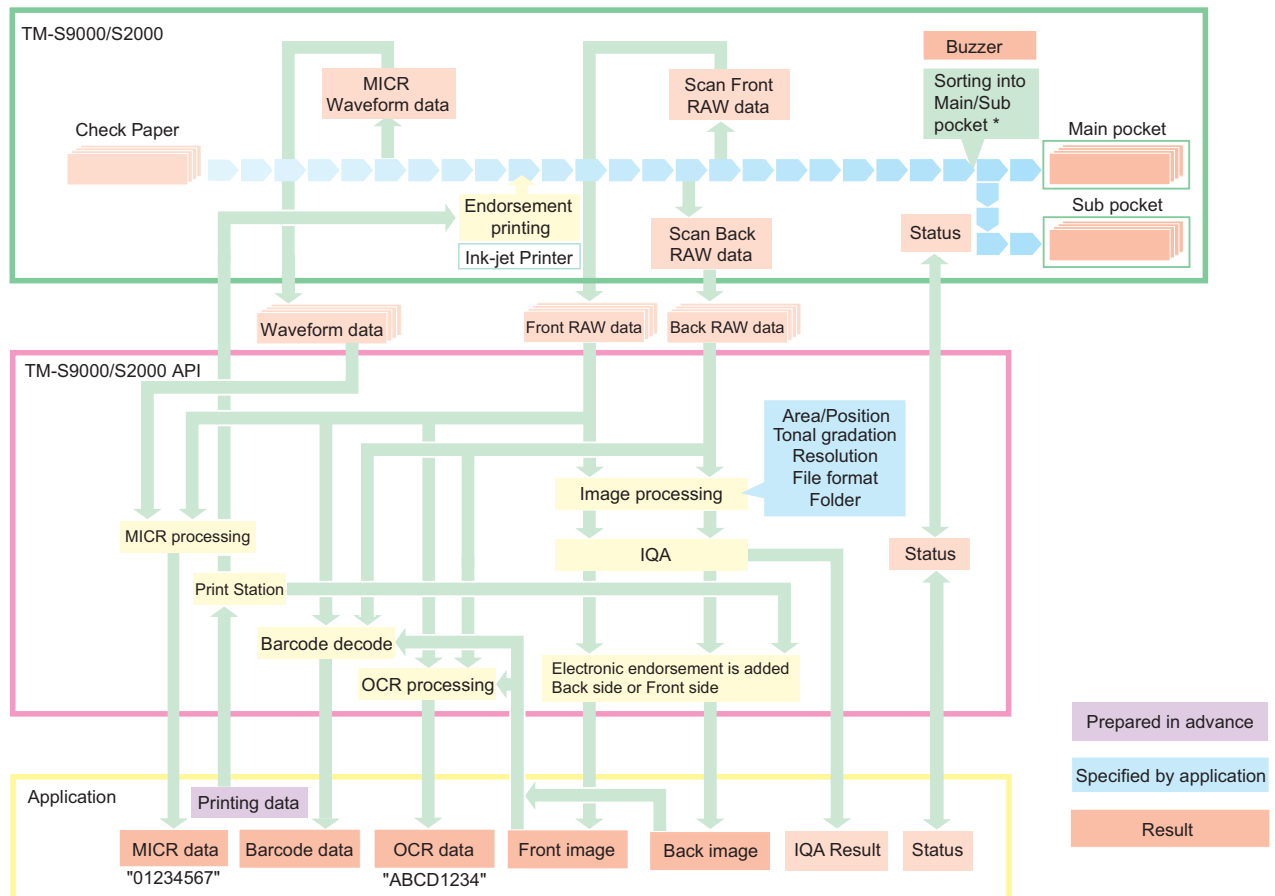 TM-S9000/S2000
Buzzer
MICR
Waveform data
Scan Front
RAW data
Sorting into
Main/Sub
pocket *
Check Paper
Main pocket
Endorsement
printing
Ink-jet Printer
Scan Back
RAW data
Status
Sub pocket
Waveform data
Front RAW data
Back RAW data
TM-S9000/S2000 API
Area/Position
Tonal gradation
Resolution
File format
Folder
Image processing
MICR processing
IQA
Status
Print Station
Barcode decode
OCR processing
Electronic endorsement is added
Back side or Front side
Prepared in advance
Specified by application
Result
Application
Printing data
MICR data
Barcode data
OCR data
Front image
Back image
IQA Result
Status
"01234567"
"ABCD1234"